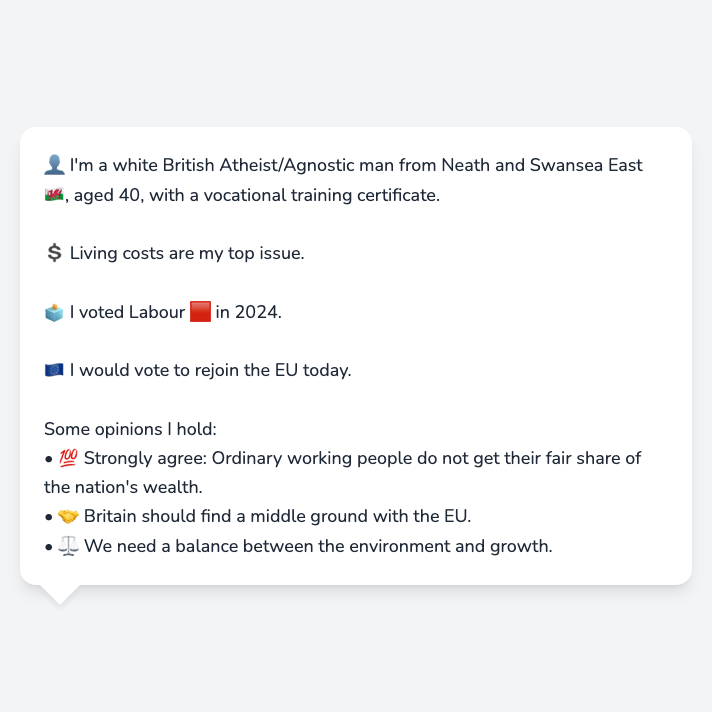 👤 I'm a white British Atheist/Agnostic man from Neath and Swansea East
🏴󠁧󠁢󠁷󠁬󠁳󠁿, aged 40, with a vocational training certificate.
💲 Living costs are my top issue.
🗳️ I voted Labour 🟥 in 2024.
🇪🇺 I would vote to rejoin the EU today.
Some opinions I hold:
• 💯 Strongly agree: Ordinary working people do not get their fair share of
the nation's wealth.
• 🤝 Britain should find a middle ground with the EU.
• ⚖️ We need a balance between the environment and growth.